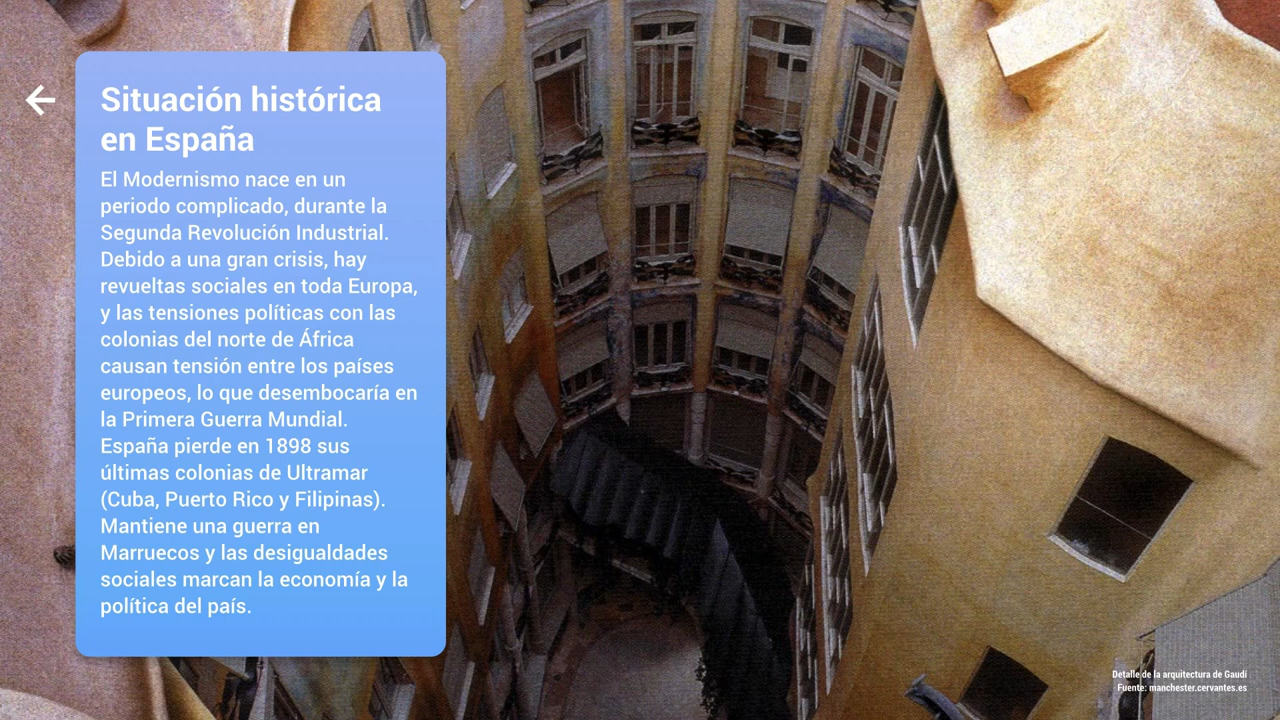 Situación histórica
en España
El Modernismo nace en un
periodo complicado, durante la
Segunda Revolución Industrial.
Debido a una gran crisis, hay
revueltas sociales en toda Europa,
y las tensiones políticas con las
colonias del norte de África
causan tensión entre los países
europeos, lo que desembocaría en
la Primera Guerra Mundial.
España pierde en 1898 sus
últimas colonias de Ultramar
(Cuba, Puerto Rico y Filipinas).
Mantiene una guerra en
Marruecos y las desigualdades
sociales marcan la economía y la
política del país.
Detalle de la arquitectura de Gaudí
Fuente: manchester.cervantes.es